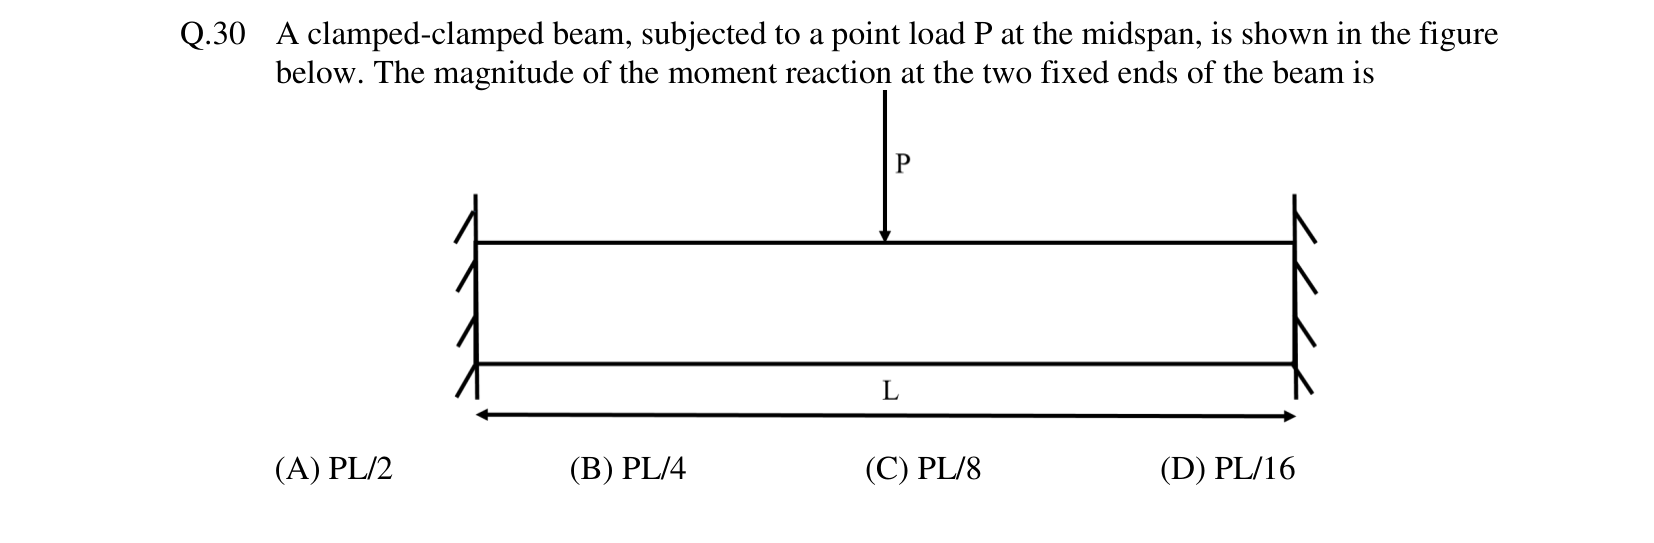 Q.30 A clamped-clamped beam, subjected to a point load P at the midspan, is shown in the figure
below. The magnitude of the moment reaction at the two fixed ends of the beam is
P
L
(A) PL/2 (B) PL/4 (C) PL/8 (D) PL/16